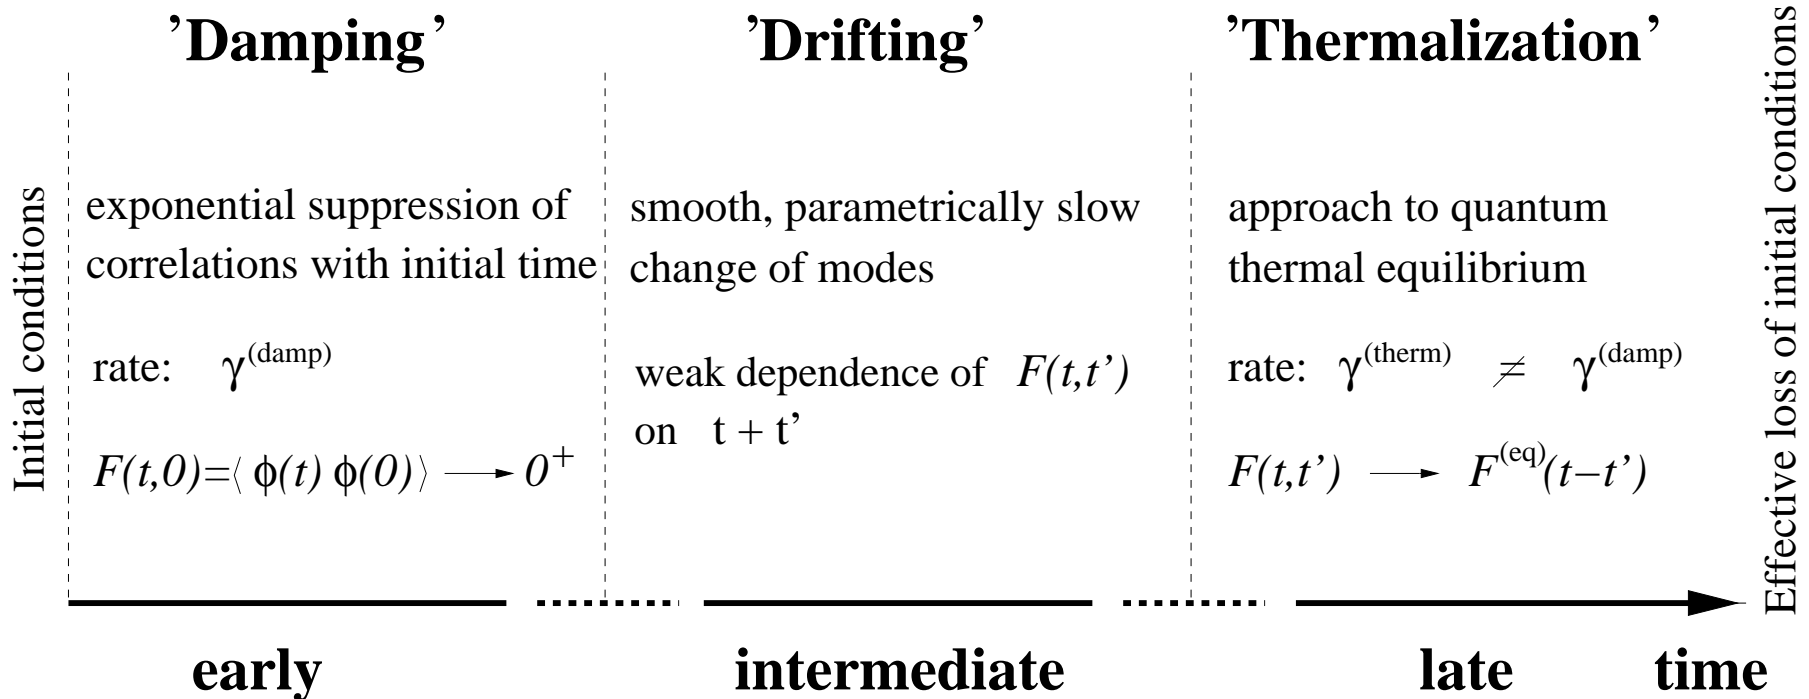 ’Damping’
’Drifting’
’Thermalization’
Initial conditions
exponential suppression of
correlations with initial time
rate: γ(damp)
F(t,0)=⟨ ϕ(t) ϕ(0) ⟩ → 0+
smooth, parametrically slow
change of modes
weak dependence of F(t,t’)
on t + t’
approach to quantum
thermal equilibrium
rate: γ(therm) ≠ γ(damp)
F(t,t’) → F(eq)(t−t’)
Effective loss of initial conditions
early
intermediate
late
time